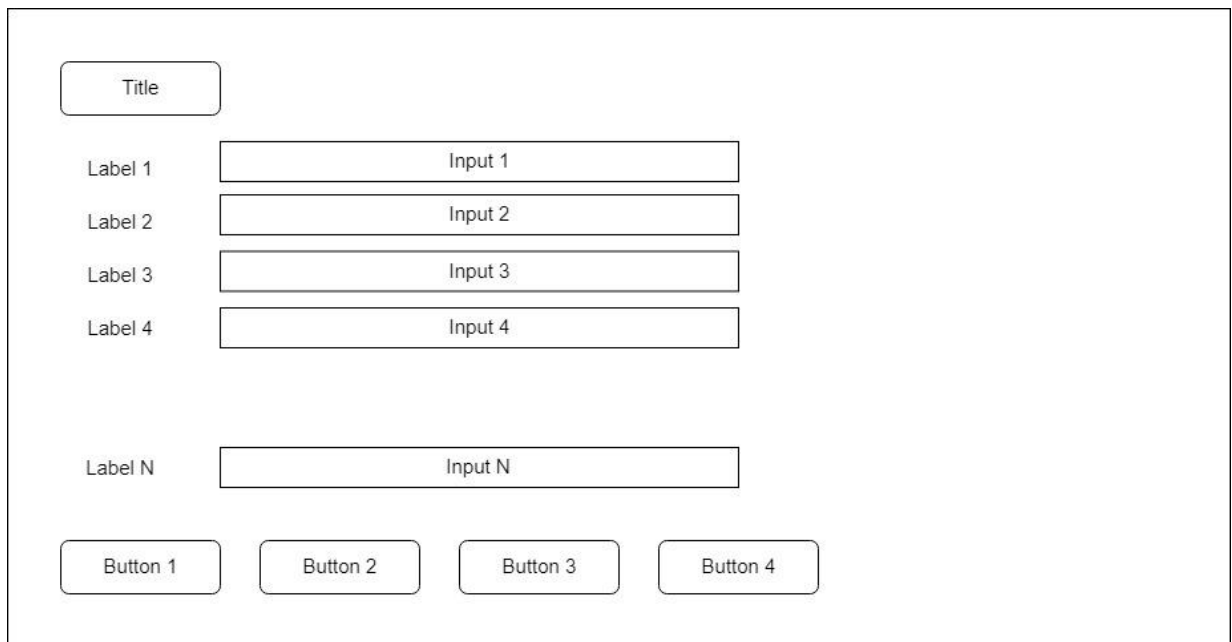 Title
Label 1 Input 1
Label 2 Input 2
Label 3 Input 3
Label 4 Input 4
Label N Input N
Button 1 Button 2 Button 3 Button 4